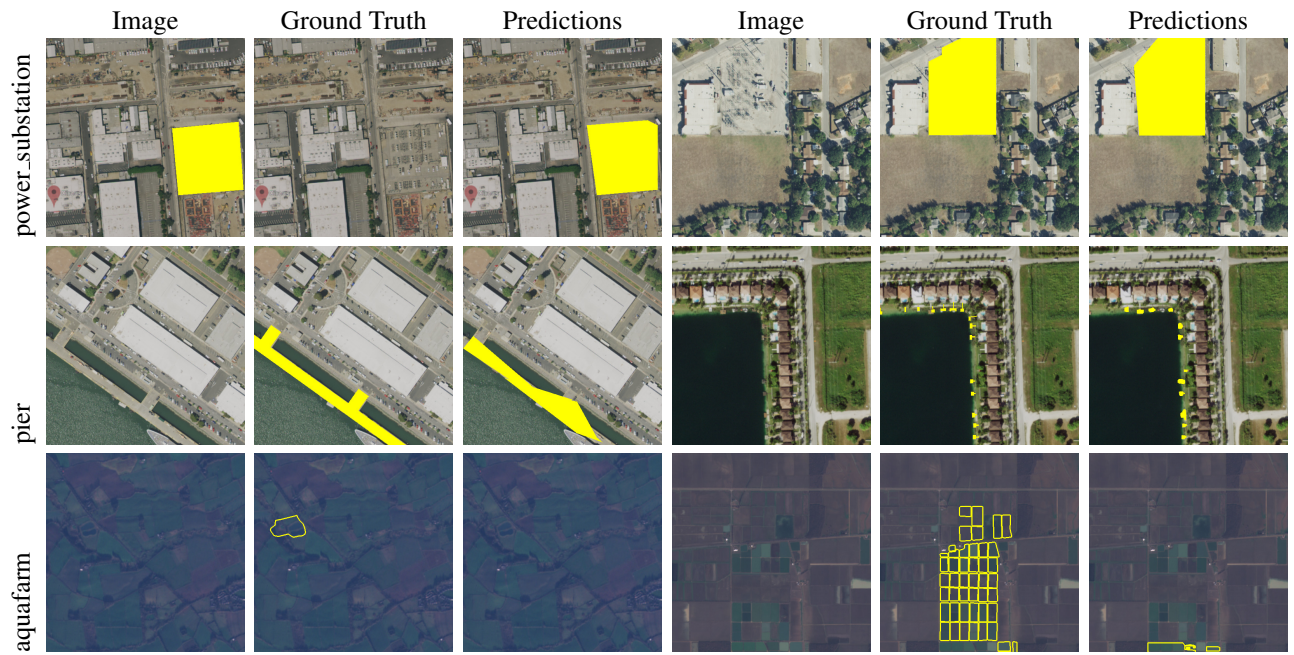 Image Ground Truth Predictions Image Ground Truth Predictions
power_substation
pier
aquafarm